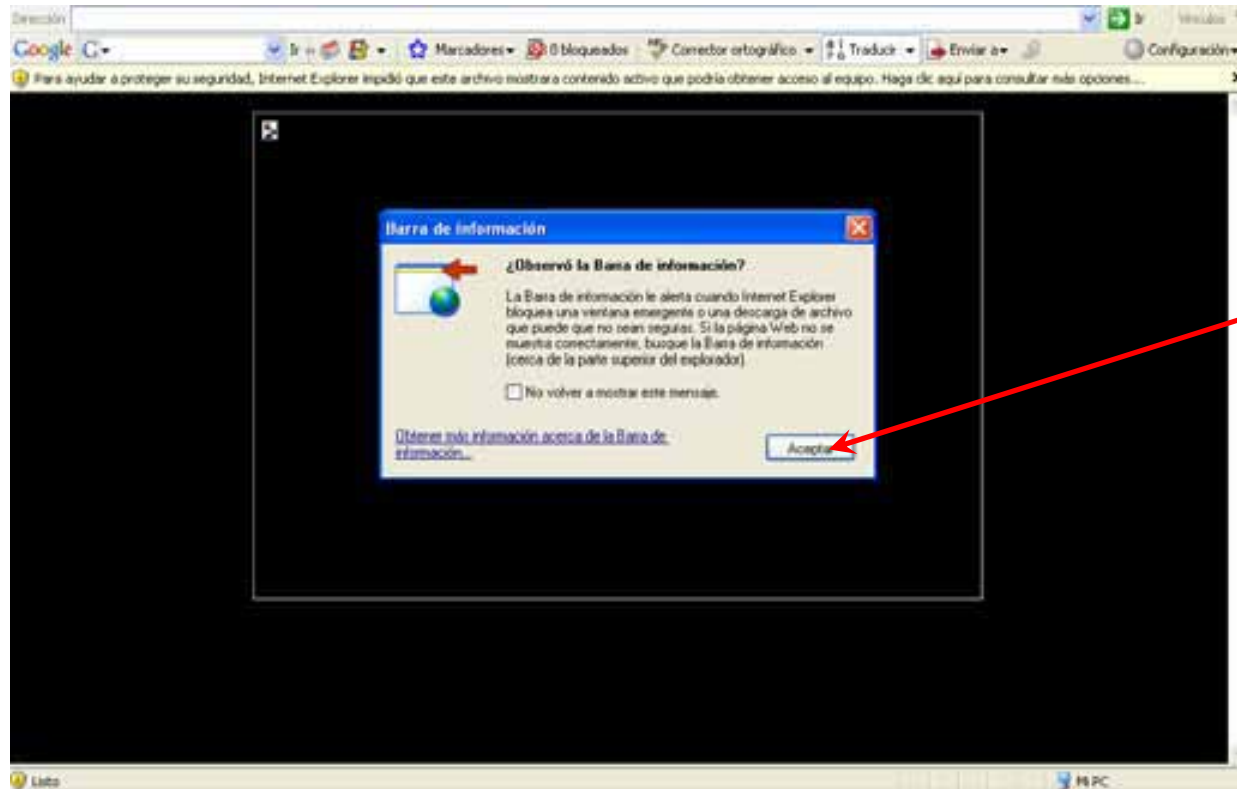 Dirección Ir Vínculos
Google G Ir Marcadores 0 bloqueados Corrector ortográfico Traducir Enviar a Configuración
Para ayudar a proteger su seguridad, Internet Explorer impidió que este archivo mostrara contenido activo que podría obtener acceso al equipo. Haga clic aquí para consultar más opciones...
Barra de información
¿Observó la Barra de información?
La Barra de información le alerta cuando Internet Explorer
bloquea una ventana emergente o una descarga de archivo
que puede que no sean seguras. Si la página Web no se
muestra correctamente, busque la Barra de información
(cerca de la parte superior del explorador).
No volver a mostrar este mensaje.
Obtener más información acerca de la Barra de
información...
Aceptar
Listo Mi PC